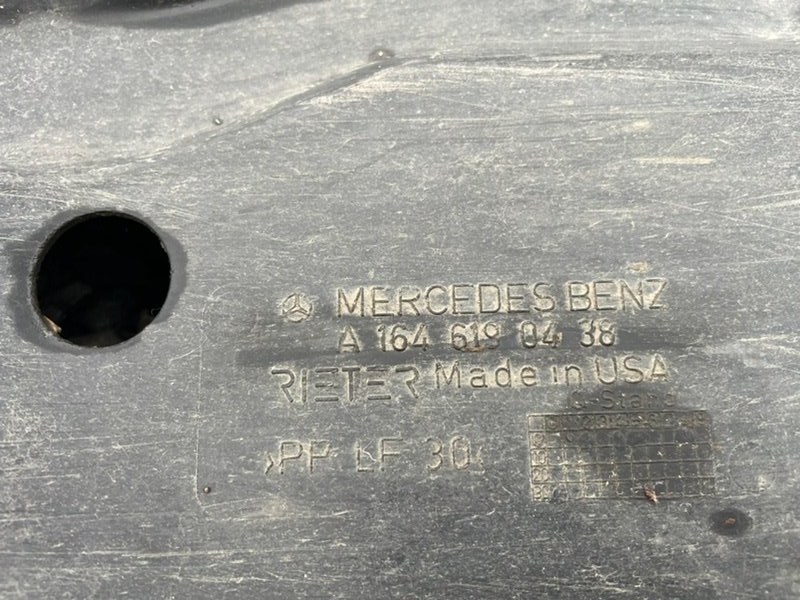 MERCEDES BENZ
A 164 619 04 38
RIETER Made in USA
>PP LF 30<